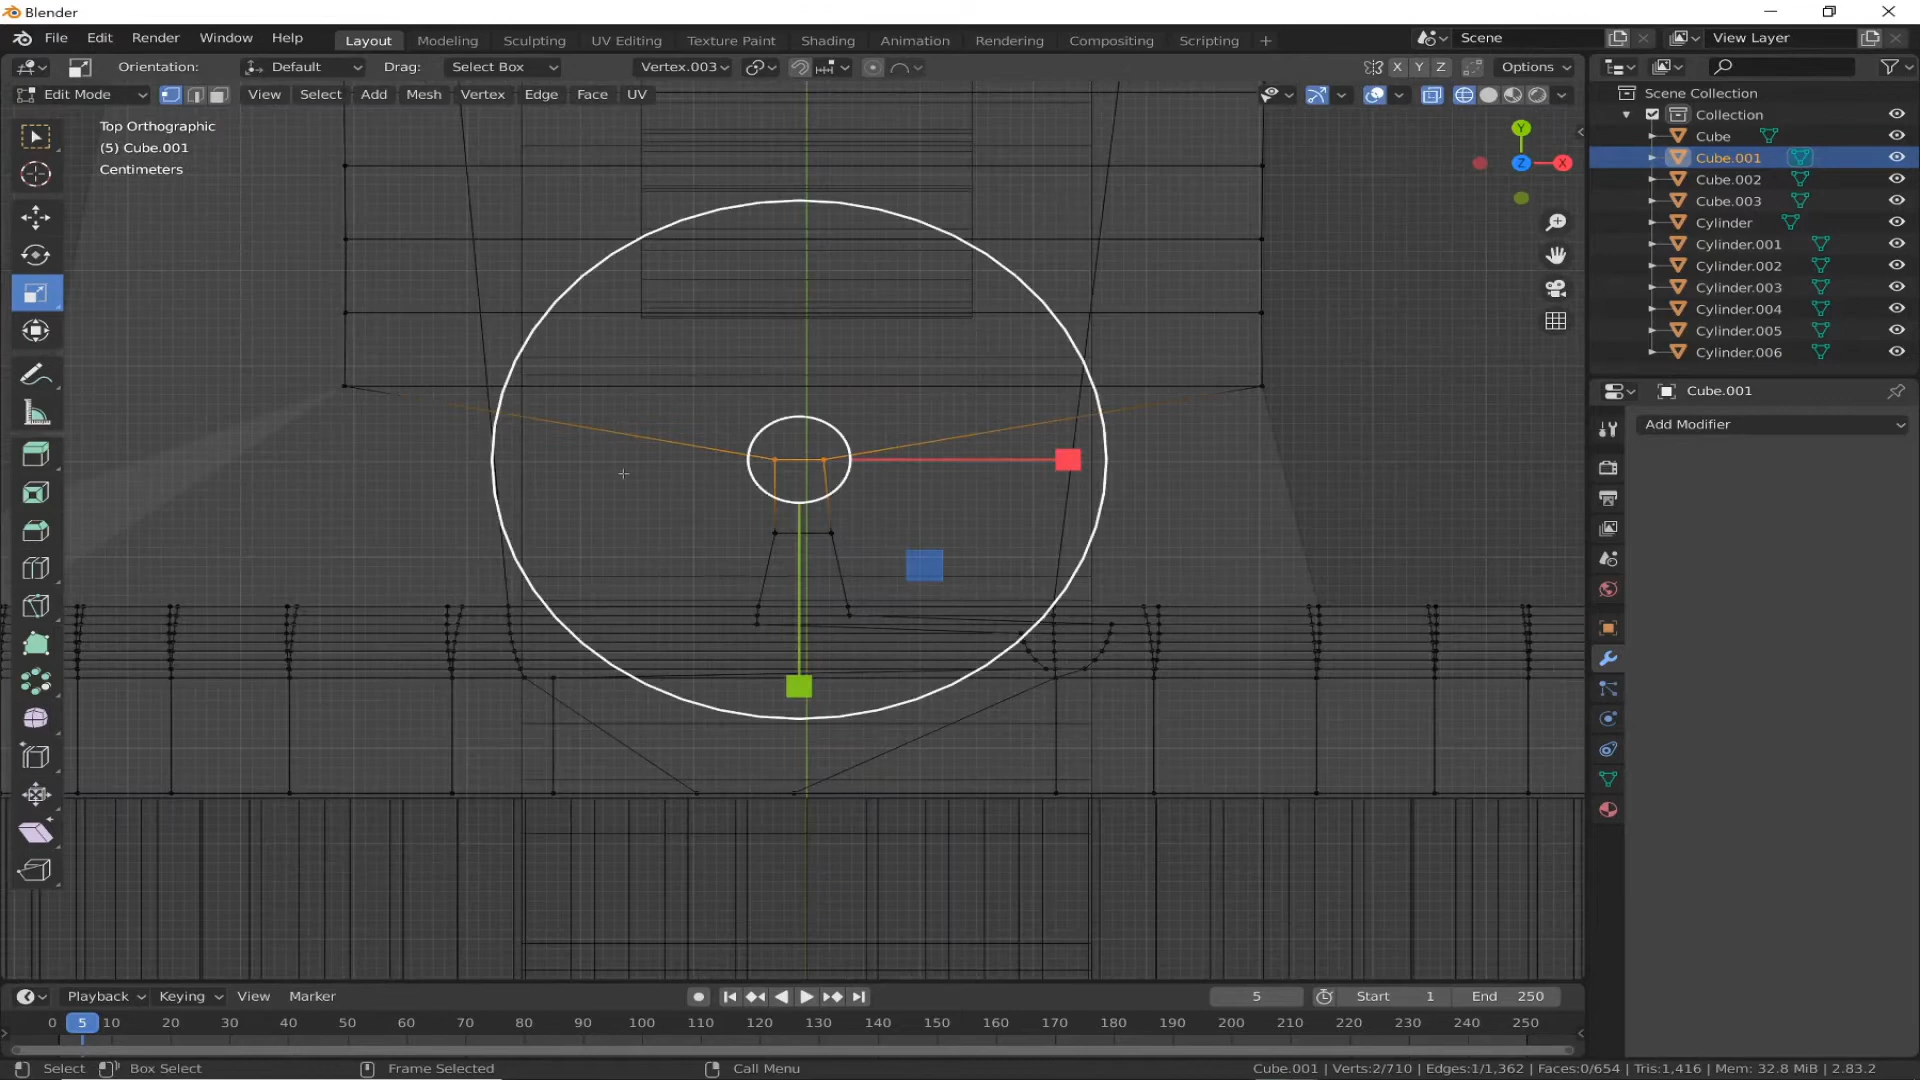 Blender
File Edit Render Window Help Layout Modeling Sculpting UV Editing Texture Paint Shading Animation Rendering Compositing Scripting + Scene View Layer
Orientation: Default Drag: Select Box Vertex.003 X Y Z Options
Edit Mode View Select Add Mesh Vertex Edge Face UV
Top Orthographic
(5) Cube.001
Centimeters
Y
Z
X
Scene Collection
Collection
Cube
Cube.001
Cube.002
Cube.003
Cylinder
Cylinder.001
Cylinder.002
Cylinder.003
Cylinder.004
Cylinder.005
Cylinder.006
Cube.001
Add Modifier
Playback Keying View Marker 5 Start 1 End 250
0 5 10 20 30 40 50 60 70 80 90 100 110 120 130 140 150 160 170 180 190 200 210 220 230 240 250
Select Box Select Frame Selected Call Menu Cube.001 | Verts:2/710 | Edges:1/1,362 | Faces:0/654 | Tris:1,416 | Mem: 32.8 MiB | 2.83.2